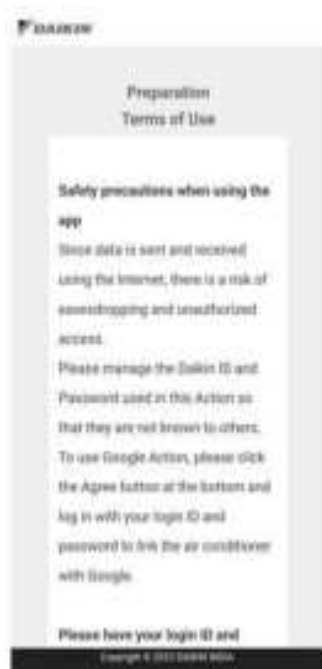 DAIKIN
Preparation
Terms of Use
Safety precautions when using the
app
Since data is sent and received
using the Internet, there is a risk of
eavesdropping and unauthorized
access.
Please manage the Daikin ID and
Password used in this Action so
that they are not known to others.
To use Google Action, please click
the Agree button at the bottom and
log in with your login ID and
password to link the air conditioner
with Google.
Please have your login ID and
Copyright © DAIKIN INDIA